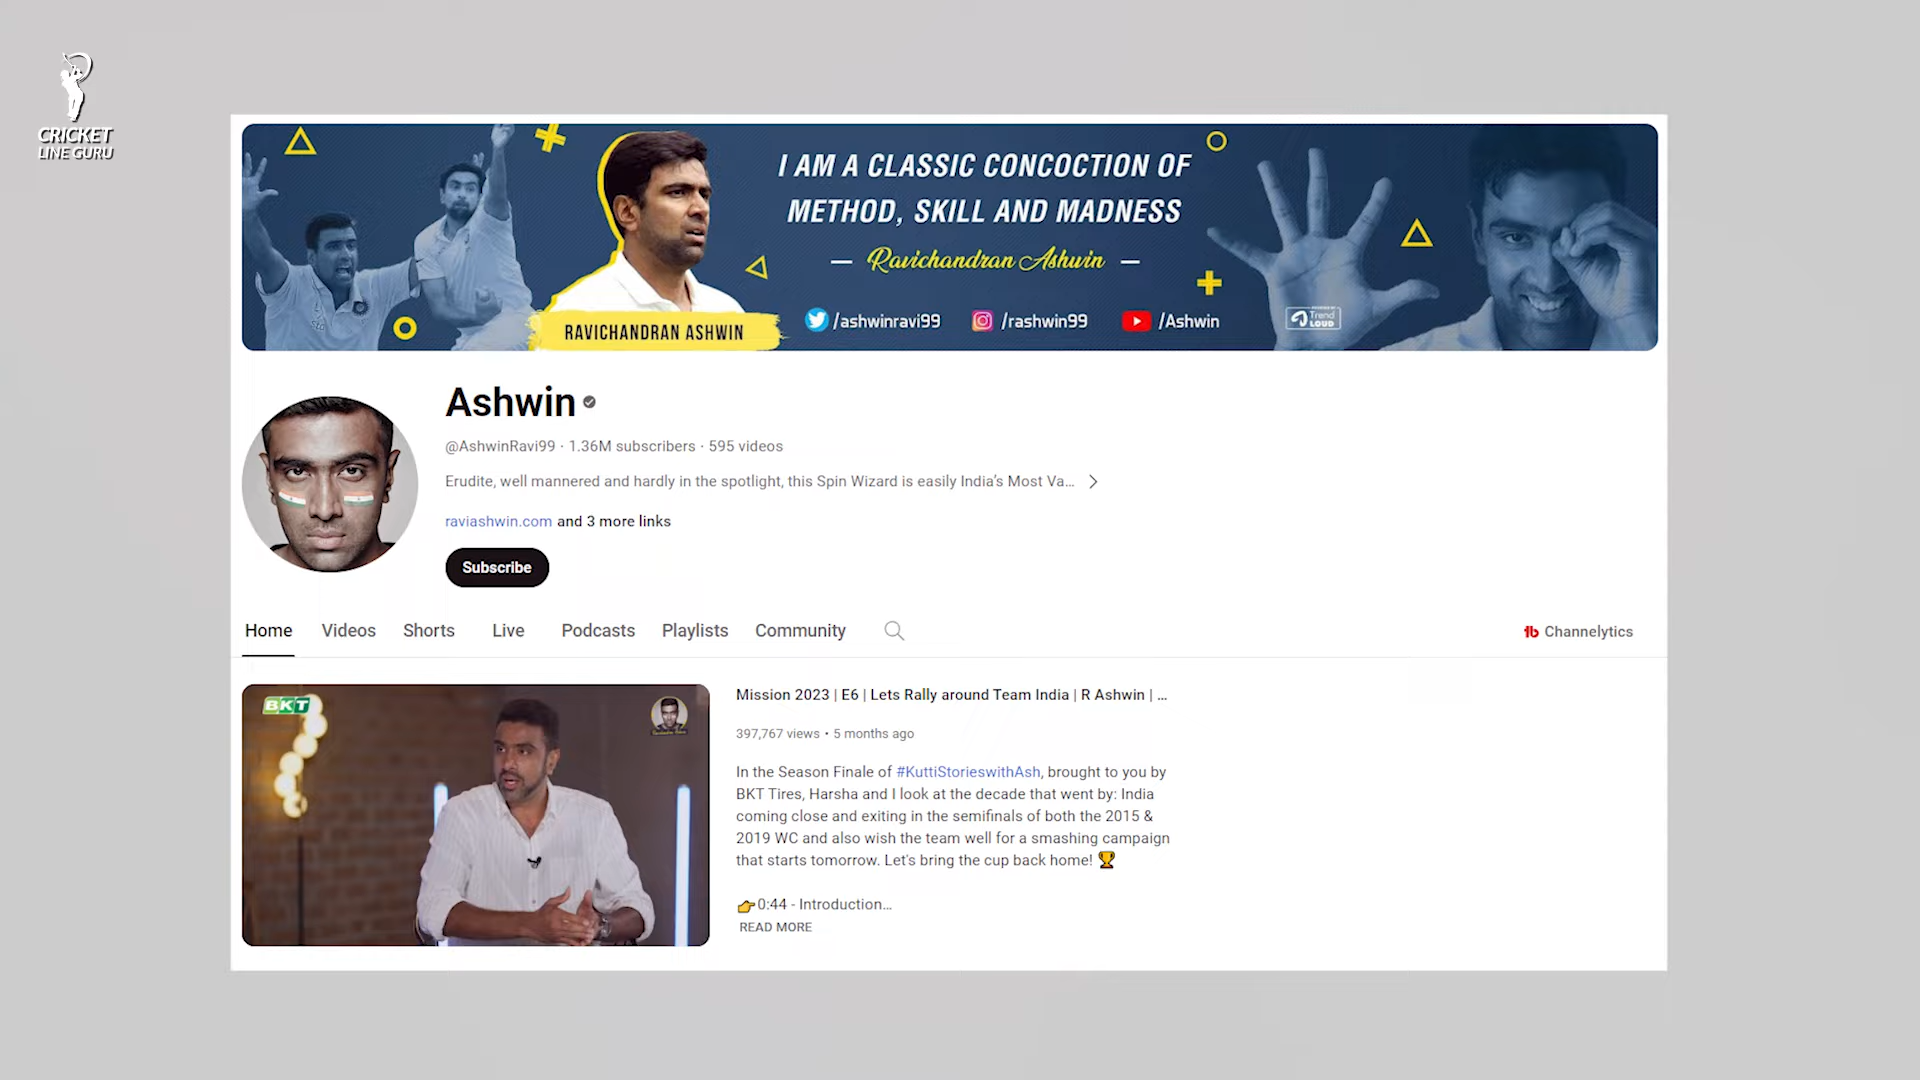 CRICKET
LINE GURU
I AM A CLASSIC CONCOCTION OF
METHOD, SKILL AND MADNESS
— Ravichandran Ashwin —
RAVICHANDRAN ASHWIN
/ashwinravi99 /rashwin99 /Ashwin
Trend
LOUD
Ashwin
@AshwinRavi99 · 1.36M subscribers · 595 videos
Erudite, well mannered and hardly in the spotlight, this Spin Wizard is easily India's Most Va...
raviashwin.com and 3 more links
Subscribe
Home Videos Shorts Live Podcasts Playlists Community
Channelytics
BKT
Mission 2023 | E6 | Lets Rally around Team India | R Ashwin | ...
397,767 views • 5 months ago
In the Season Finale of #KuttiStorieswithAsh, brought to you by
BKT Tires, Harsha and I look at the decade that went by: India
coming close and exiting in the semifinals of both the 2015 &
2019 WC and also wish the team well for a smashing campaign
that starts tomorrow. Let's bring the cup back home! 🏆
👉0:44 - Introduction...
READ MORE